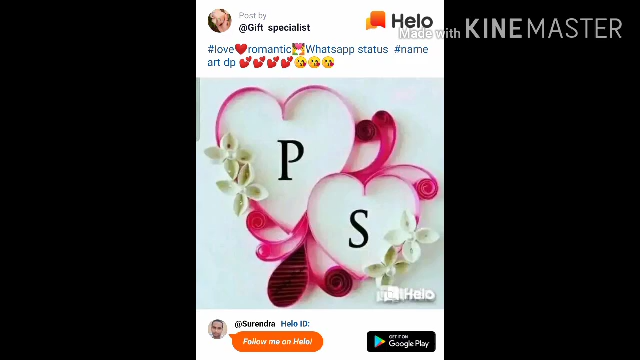 Post by
@Gift specialist
Helo
Made with KINEMASTER
#love❤️romantic💑Whatsapp status #name
art dp 💕💕💕💕😘😘😘
P
S
Helo
@Surendra Helo ID:
Follow me on Helo!
GET IT ON
Google Play